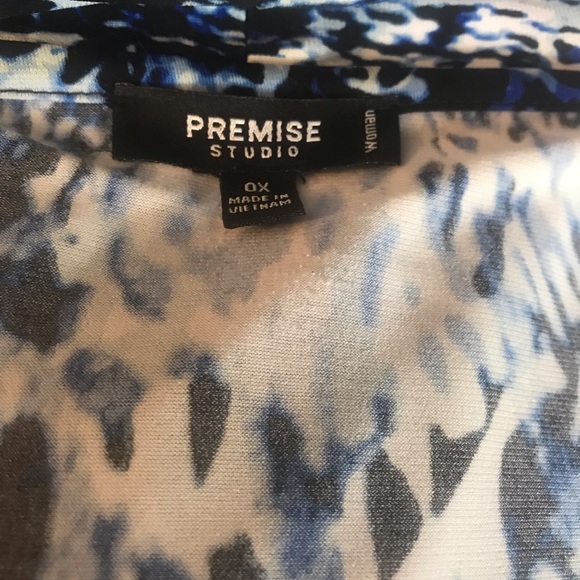 PREMISE
STUDIO
Woman
0X
MADE IN
VIETNAM